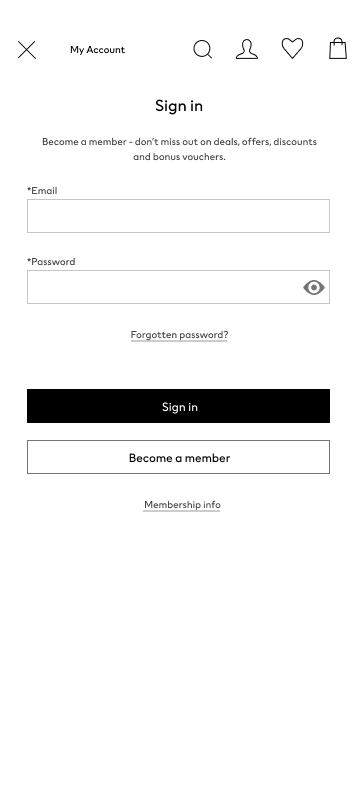 My Account
Sign in
Become a member - don't miss out on deals, offers, discounts
and bonus vouchers.
*Email
*Password
Forgotten password?
Sign in
Become a member
Membership info